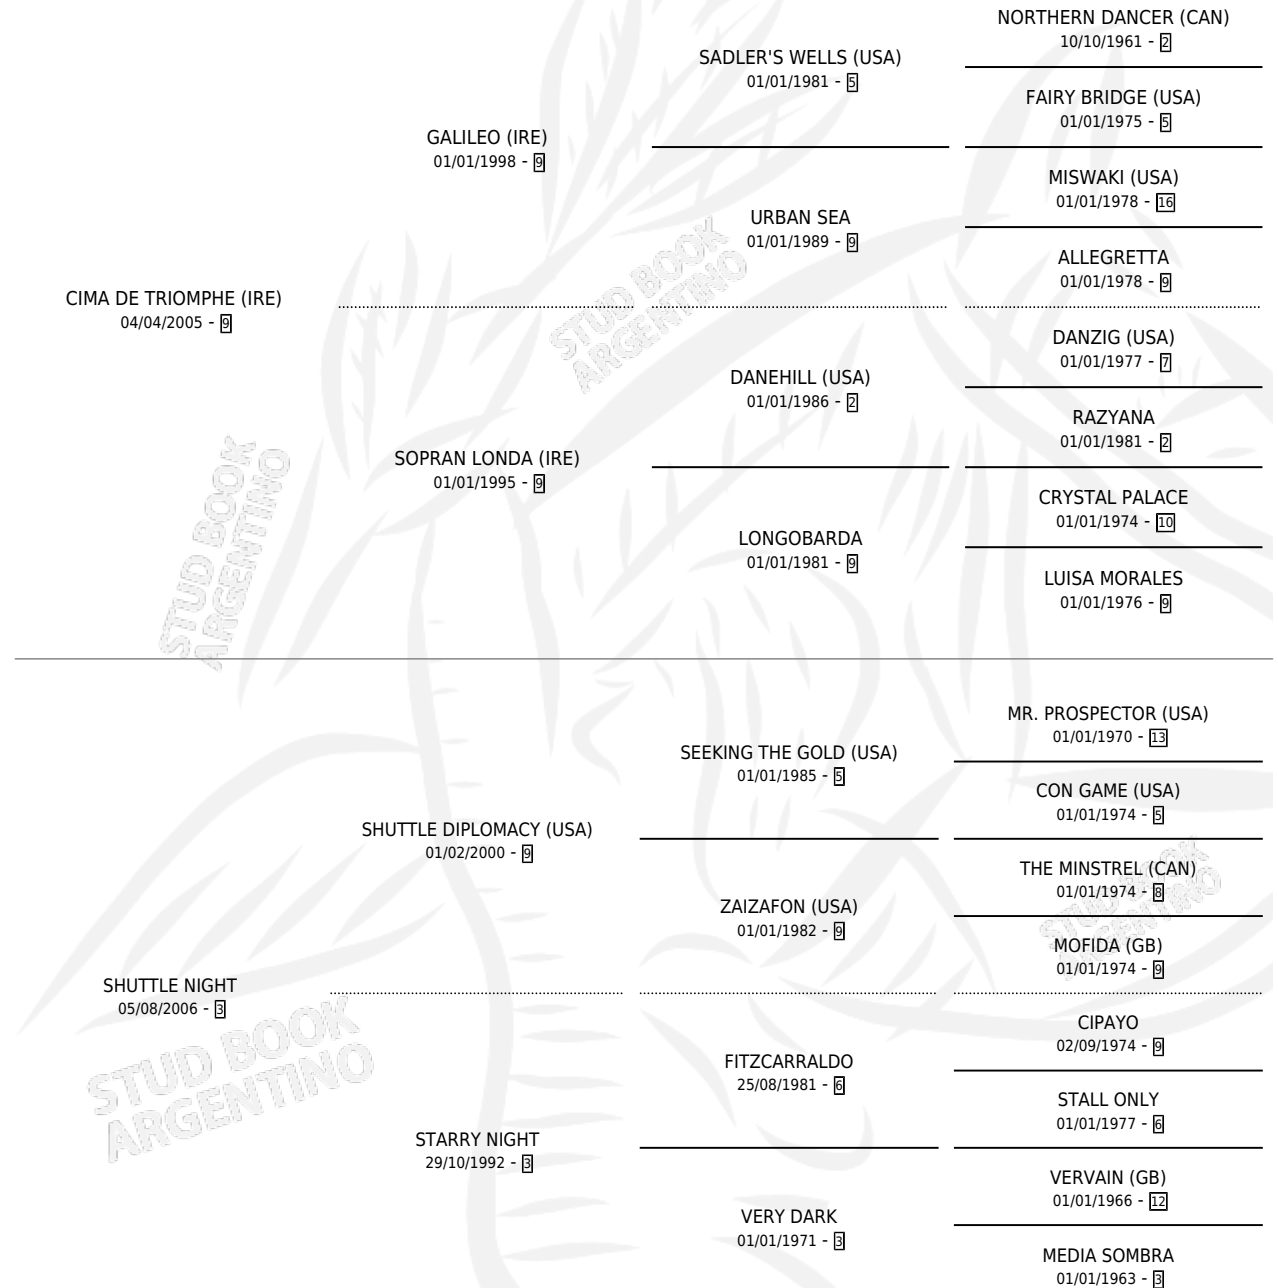 NORTHERN DANCER (CAN)
10/10/1961 - 2
SADLER'S WELLS (USA)
01/01/1981 - 5
FAIRY BRIDGE (USA)
01/01/1975 - 5
GALILEO (IRE)
01/01/1998 - 9
MISWAKI (USA)
01/01/1978 - 16
URBAN SEA
01/01/1989 - 9
ALLEGRETTA
01/01/1978 - 9
CIMA DE TRIOMPHE (IRE)
04/04/2005 - 9
STUD BOOK
ARGENTINO
DANZIG (USA)
01/01/1977 - 7
DANEHILL (USA)
01/01/1986 - 2
RAZYANA
01/01/1981 - 2
SOPRAN LONDA (IRE)
01/01/1995 - 9
CRYSTAL PALACE
01/01/1974 - 10
LONGOBARDA
01/01/1981 - 9
LUISA MORALES
01/01/1976 - 9
STUD BOOK
ARGENTINO
MR. PROSPECTOR (USA)
01/01/1970 - 13
SEEKING THE GOLD (USA)
01/01/1985 - 5
CON GAME (USA)
01/01/1974 - 5
SHUTTLE DIPLOMACY (USA)
01/02/2000 - 9
THE MINSTREL (CAN)
01/01/1974 - 8
ZAIZAFON (USA)
01/01/1982 - 9
MOFIDA (GB)
01/01/1974 - 9
STUD BOOK
ARGENTINO
SHUTTLE NIGHT
05/08/2006 - 3
CIPAYO
02/09/1974 - 9
FITZCARRALDO
25/08/1981 - 6
STALL ONLY
01/01/1977 - 6
STUD BOOK
ARGENTINO
STARRY NIGHT
29/10/1992 - 3
VERVAIN (GB)
01/01/1966 - 12
VERY DARK
01/01/1971 - 3
MEDIA SOMBRA
01/01/1963 - 3